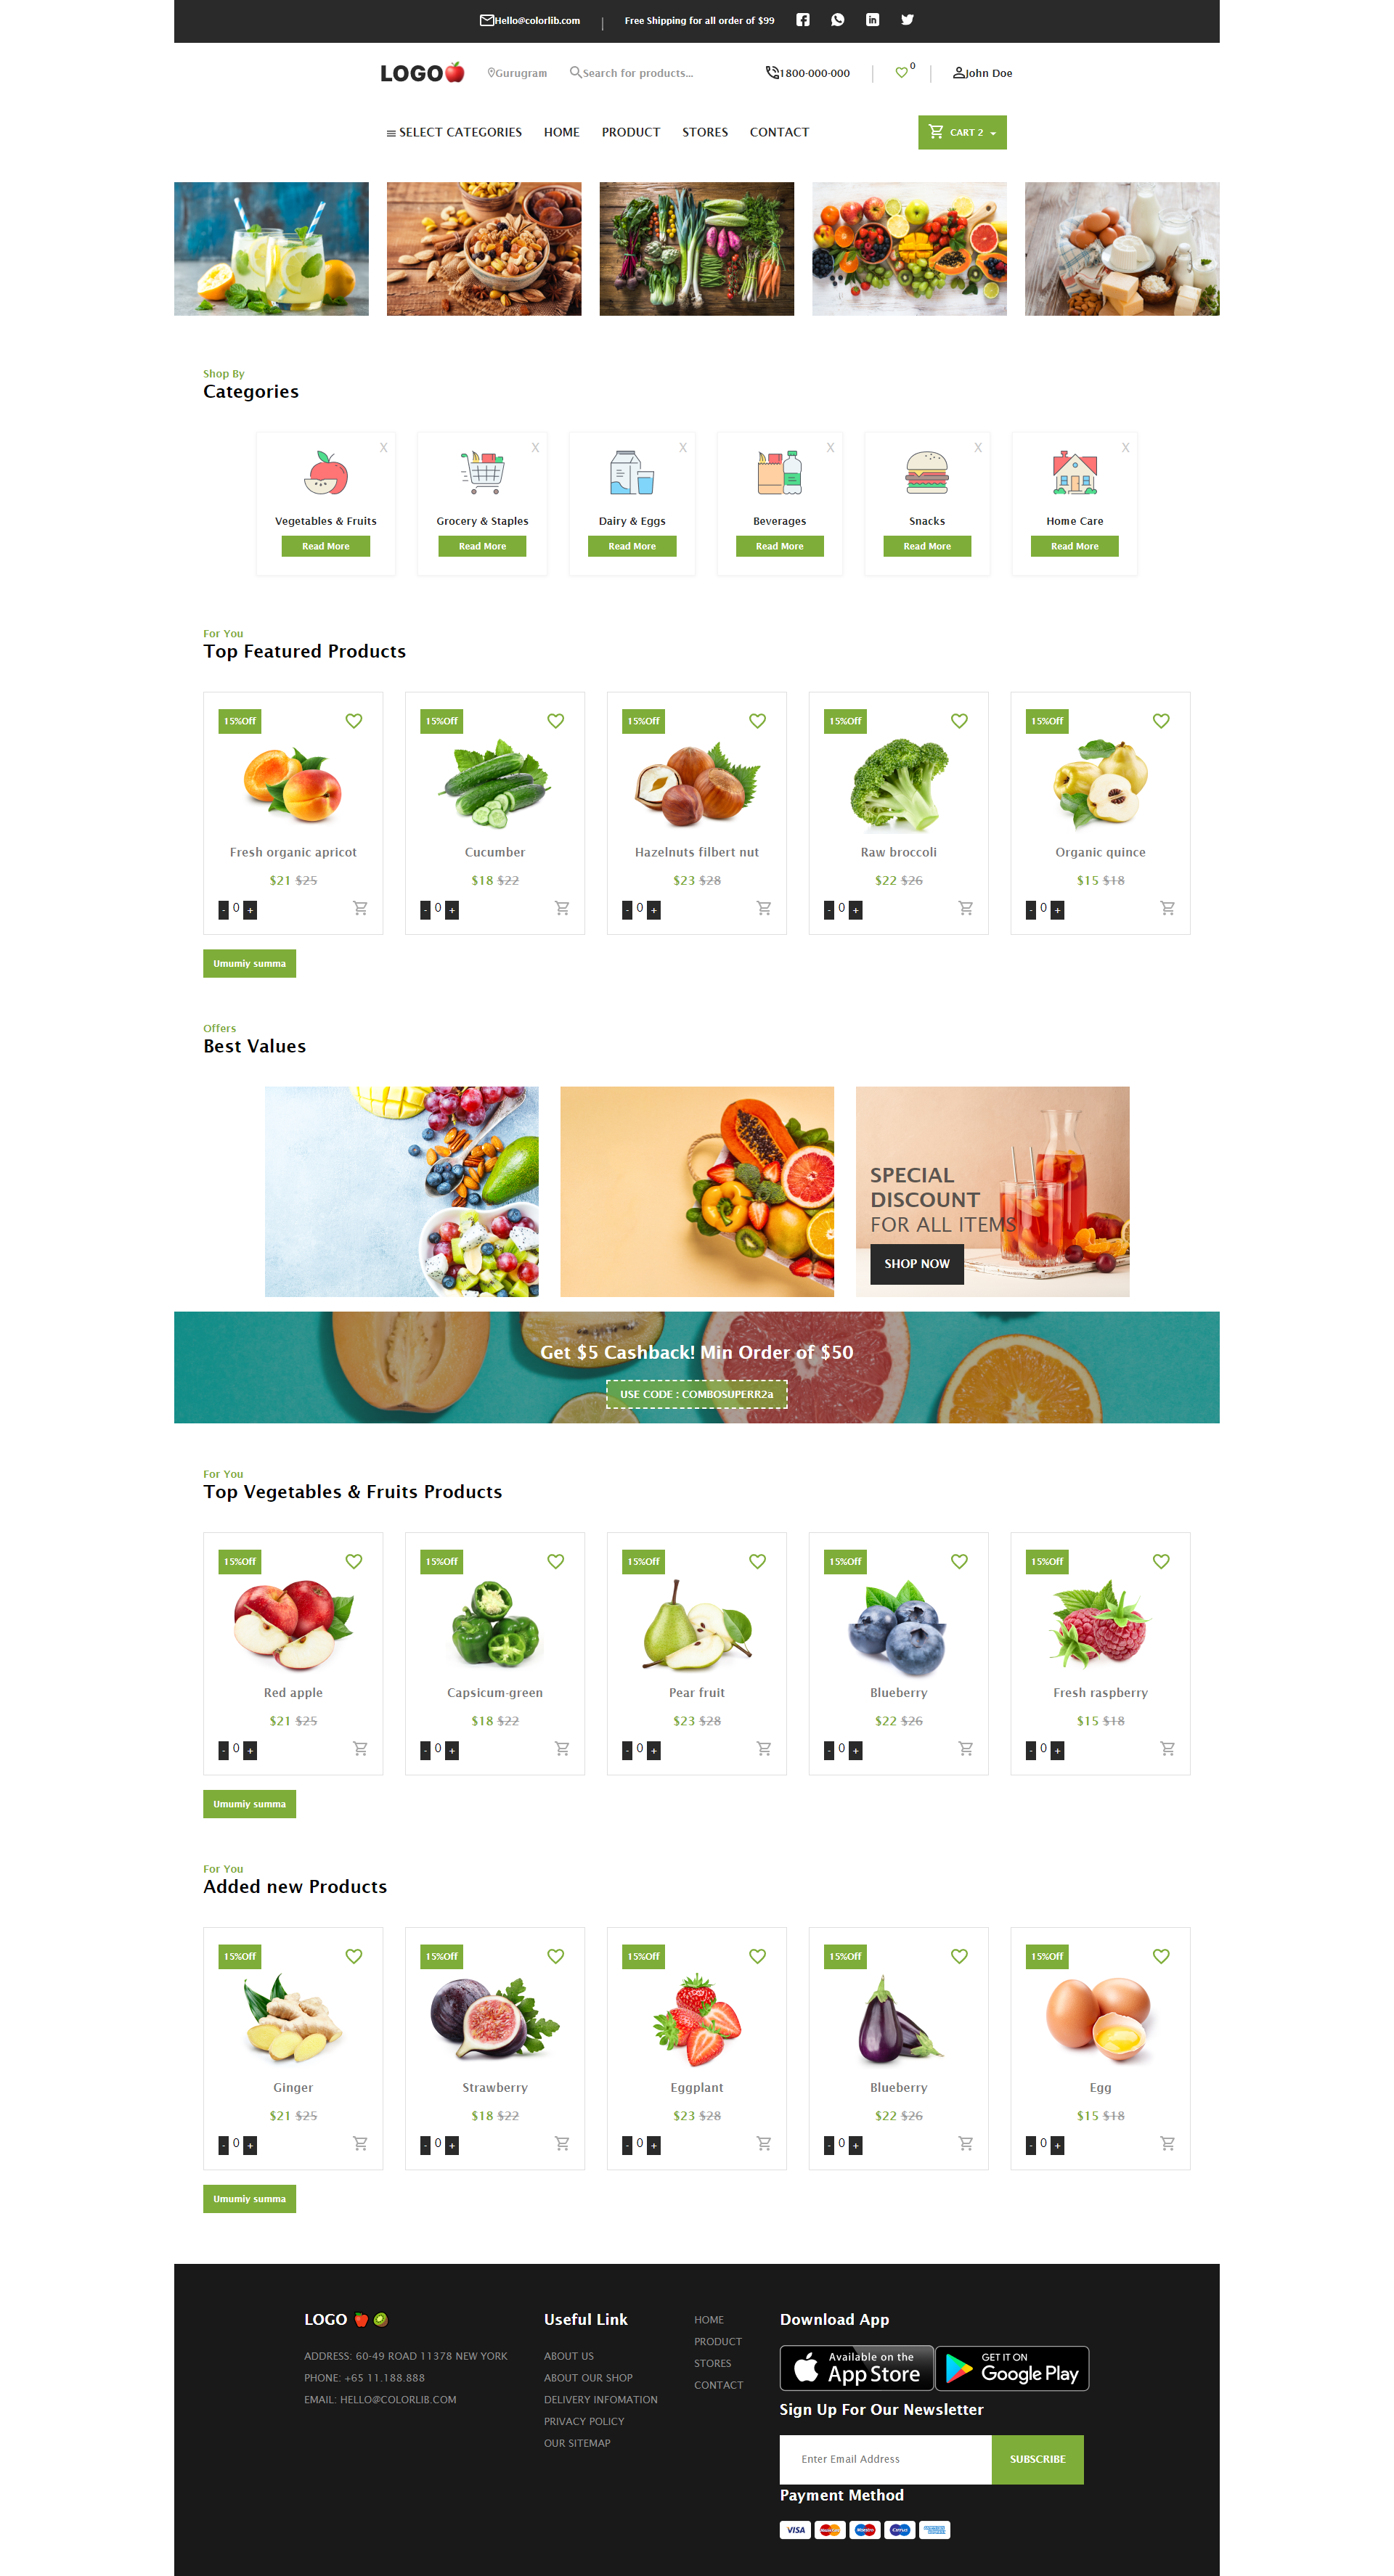 Hello@colorlib.com | Free Shipping for all order of $99
LOGO Gurugram Search for products... 1800-000-000 0 John Doe
SELECT CATEGORIES HOME PRODUCT STORES CONTACT CART 2
Shop By
Categories
X X X X X X
Vegetables & Fruits Grocery & Staples Dairy & Eggs Beverages Snacks Home Care
Read More Read More Read More Read More Read More Read More
For You
Top Featured Products
15%Off 15%Off 15%Off 15%Off 15%Off
Fresh organic apricot Cucumber Hazelnuts filbert nut Raw broccoli Organic quince
$21 $25 $18 $22 $23 $28 $22 $26 $15 $18
- 0 + - 0 + - 0 + - 0 + - 0 +
Umumiy summa
Offers
Best Values
SPECIAL
DISCOUNT
FOR ALL ITEMS
SHOP NOW
Get $5 Cashback! Min Order of $50
USE CODE : COMBOSUPERR2a
For You
Top Vegetables & Fruits Products
15%Off 15%Off 15%Off 15%Off 15%Off
Red apple Capsicum-green Pear fruit Blueberry Fresh raspberry
$21 $25 $18 $22 $23 $28 $22 $26 $15 $18
- 0 + - 0 + - 0 + - 0 + - 0 +
Umumiy summa
For You
Added new Products
15%Off 15%Off 15%Off 15%Off 15%Off
Ginger Strawberry Eggplant Blueberry Egg
$21 $25 $18 $22 $23 $28 $22 $26 $15 $18
- 0 + - 0 + - 0 + - 0 + - 0 +
Umumiy summa
LOGO
ADDRESS: 60-49 ROAD 11378 NEW YORK
PHONE: +65 11.188.888
EMAIL: HELLO@COLORLIB.COM
Useful Link
ABOUT US
ABOUT OUR SHOP
DELIVERY INFOMATION
PRIVACY POLICY
OUR SITEMAP
HOME
PRODUCT
STORES
CONTACT
Download App
Available on the
App Store
GET IT ON
Google Play
Sign Up For Our Newsletter
Enter Email Address SUBSCRIBE
Payment Method
VISA MasterCard Maestro Cirrus